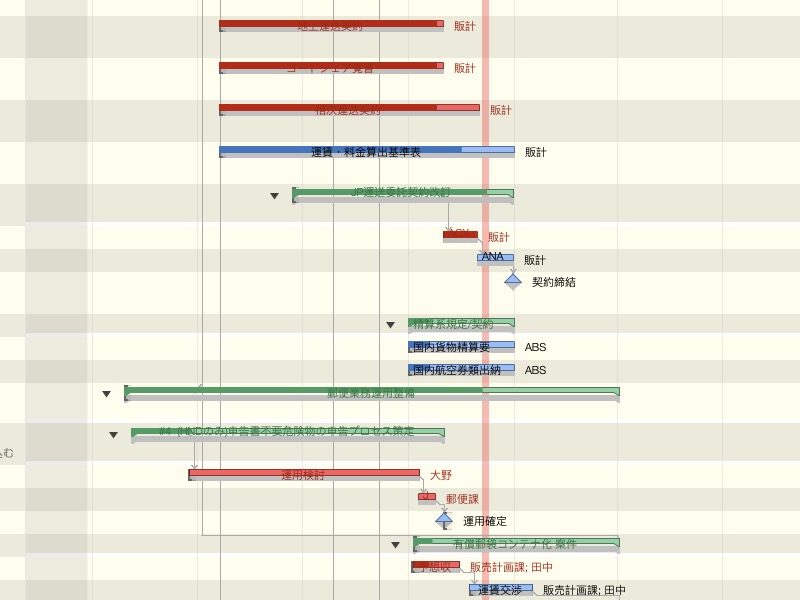 地上運送契約 販計
コードシェア覚書 販計
相次運送契約 販計
運賃・料金算出基準表 販計
JP運送委託契約改訂
販計
ANA 販計
契約締結
精算系規定/契約
国内貨物精算要 ABS
国内航空券類出納 ABS
郵便業務運用整備
#4 (HNDのみ)申告書不要危険物の申告プロセス策定
込む
運用検討 大野
郵便課
運用確定
有償郵袋コンテナ化 案件
販売計画課; 田中
運賃交渉 販売計画課; 田中